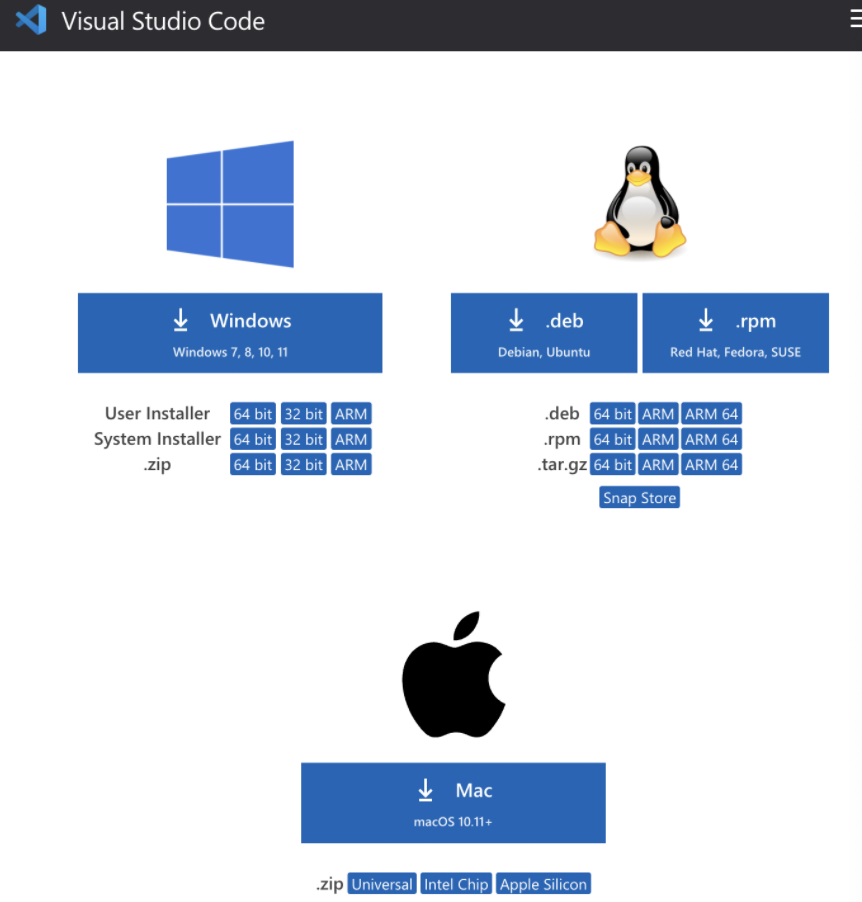 Visual Studio Code
Windows
Windows 7, 8, 10, 11
User Installer 64 bit 32 bit ARM
System Installer 64 bit 32 bit ARM
.zip 64 bit 32 bit ARM
.deb
Debian, Ubuntu
.rpm
Red Hat, Fedora, SUSE
.deb 64 bit ARM ARM 64
.rpm 64 bit ARM ARM 64
.tar.gz 64 bit ARM ARM 64
Snap Store
Mac
macOS 10.11+
.zip Universal Intel Chip Apple Silicon